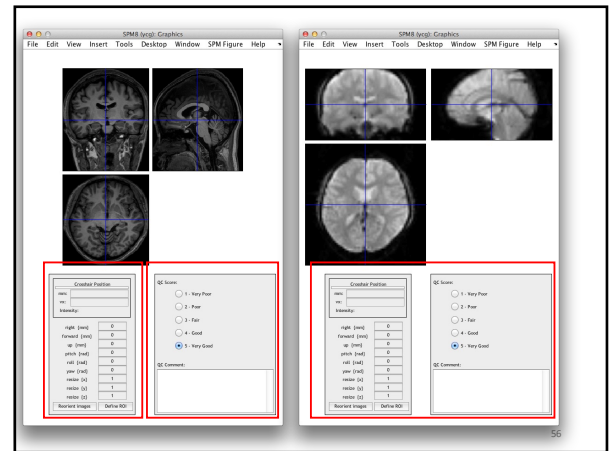 SPM8 (ycg): Graphics
File Edit View Insert Tools Desktop Window SPM Figure Help
Crosshair Position
mm:
vx:
Intensity:
right {mm} 0
forward {mm} 0
up {mm} 0
pitch {rad} 0
roll {rad} 0
yaw {rad} 0
resize {x} 1
resize {y} 1
resize {z} 1
Reorient Images Define ROI
QC Score:
1 - Very Poor
2 - Poor
3 - Fair
4 - Good
5 - Very Good
QC Comment:
SPM8 (ycg): Graphics
File Edit View Insert Tools Desktop Window SPM Figure Help
Crosshair Position
mm:
vx:
Intensity:
right {mm} 0
forward {mm} 0
up {mm} 0
pitch {rad} 0
roll {rad} 0
yaw {rad} 0
resize {x} 1
resize {y} 1
resize {z} 1
Reorient Images Define ROI
QC Score:
1 - Very Poor
2 - Poor
3 - Fair
4 - Good
5 - Very Good
QC Comment:
56